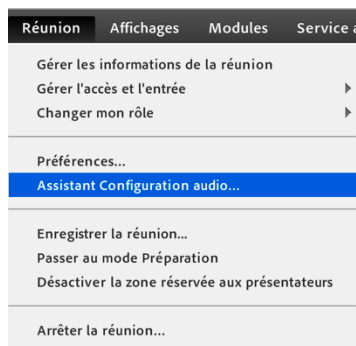 Réunion Affichages Modules Service
Gérer les informations de la réunion
Gérer l'accès et l'entrée
Changer mon rôle
Préférences...
Assistant Configuration audio...
Enregistrer la réunion...
Passer au mode Préparation
Désactiver la zone réservée aux présentateurs
Arrêter la réunion...